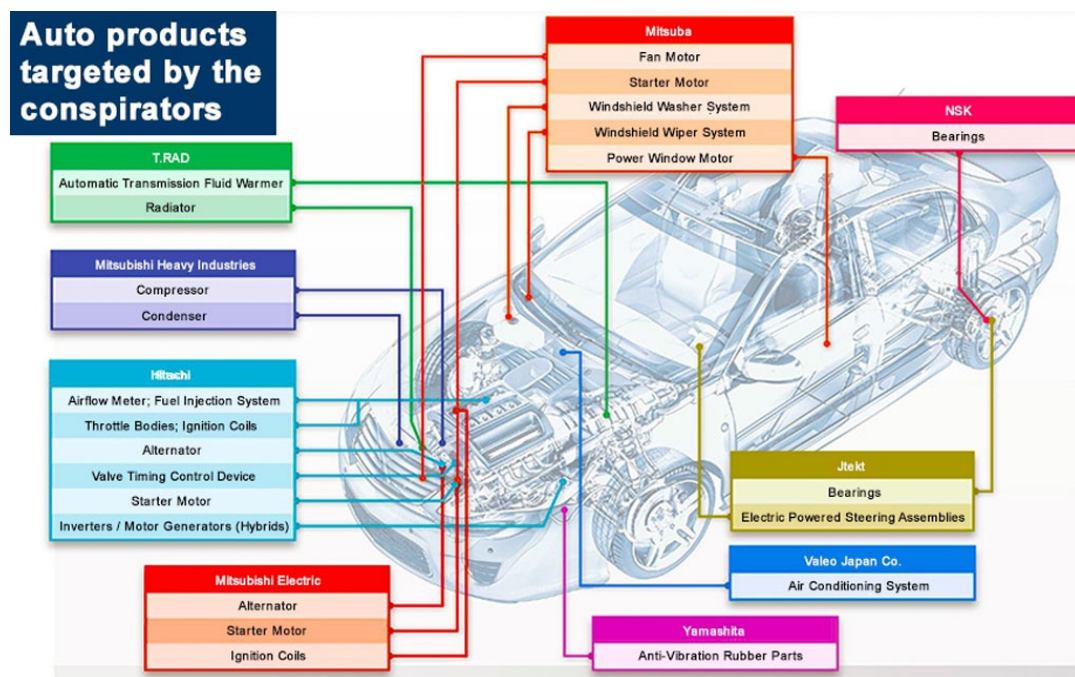 Auto products
targeted by the
conspirators
Mitsuba
Fan Motor
Starter Motor
Windshield Washer System
Windshield Wiper System
Power Window Motor
NSK
Bearings
T.RAD
Automatic Transmission Fluid Warmer
Radiator
Mitsubishi Heavy Industries
Compressor
Condenser
Hitachi
Airflow Meter; Fuel Injection System
Throttle Bodies; Ignition Coils
Alternator
Valve Timing Control Device
Starter Motor
Inverters / Motor Generators (Hybrids)
Jtekt
Bearings
Electric Powered Steering Assemblies
Valeo Japan Co.
Air Conditioning System
Mitsubishi Electric
Alternator
Starter Motor
Ignition Coils
Yamashita
Anti-Vibration Rubber Parts